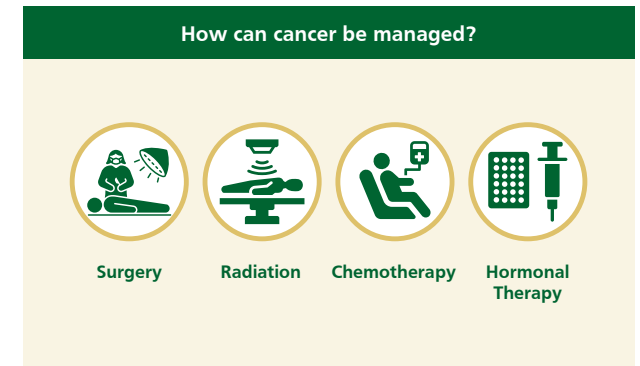 How can cancer be managed?
Surgery
Radiation
Chemotherapy
Hormonal
Therapy